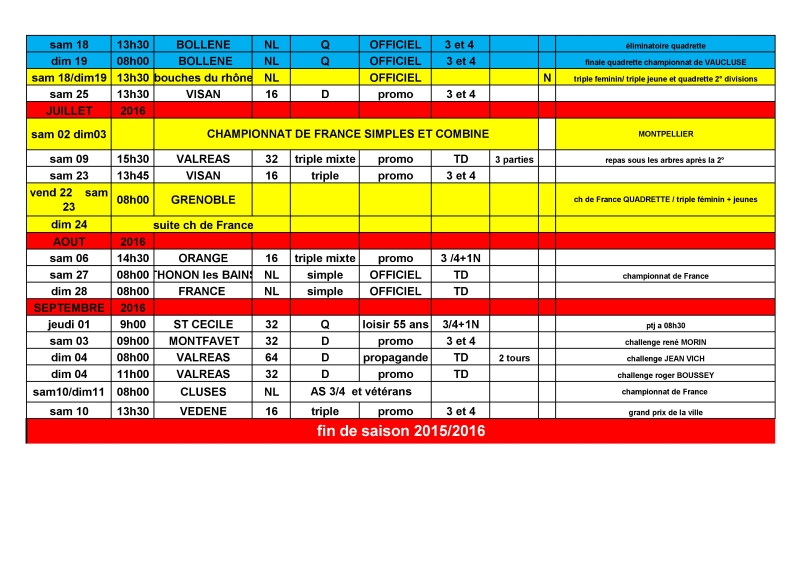 sam 18 13h30 BOLLENE NL Q OFFICIEL 3 et 4 éliminatoire quadrette
dim 19 08h00 BOLLENE NL Q OFFICIEL 3 et 4 finale quadrette championnat de VAUCLUSE
sam 18/dim19 13h30 bouches du rhône NL OFFICIEL N triple feminin/ triple jeune et quadrette 2° divisions
sam 25 13h30 VISAN 16 D promo 3 et 4
JUILLET 2016
sam 02 dim03 CHAMPIONNAT DE FRANCE SIMPLES ET COMBINE MONTPELLIER
sam 09 15h30 VALREAS 32 triple mixte promo TD 3 parties repas sous les arbres après la 2°
sam 23 13h45 VISAN 16 triple promo 3 et 4
vend 22 sam
23 08h00 GRENOBLE ch de France QUADRETTE / triple féminin + jeunes
dim 24 suite ch de France
AOUT 2016
sam 06 14h30 ORANGE 16 triple mixte promo 3 /4+1N
sam 27 08h00 THONON les BAINS NL simple OFFICIEL TD championnat de France
dim 28 08h00 FRANCE NL simple OFFICIEL TD
SEPTEMBRE 2016
jeudi 01 9h00 ST CECILE 32 Q loisir 55 ans 3/4+1N ptj a 08h30
sam 03 09h00 MONTFAVET 32 D promo TD challenge rené MORIN
dim 04 08h00 VALREAS 64 D propagande TD 2 tours challenge JEAN VICH
dim 04 11h00 VALREAS 32 D promo TD challenge roger BOUSSEY
sam10/dim11 08h00 CLUSES NL AS 3/4 et vétérans championnat de France
sam 10 13h30 VEDENE 16 triple promo 3 et 4 grand prix de la ville
fin de saison 2015/2016